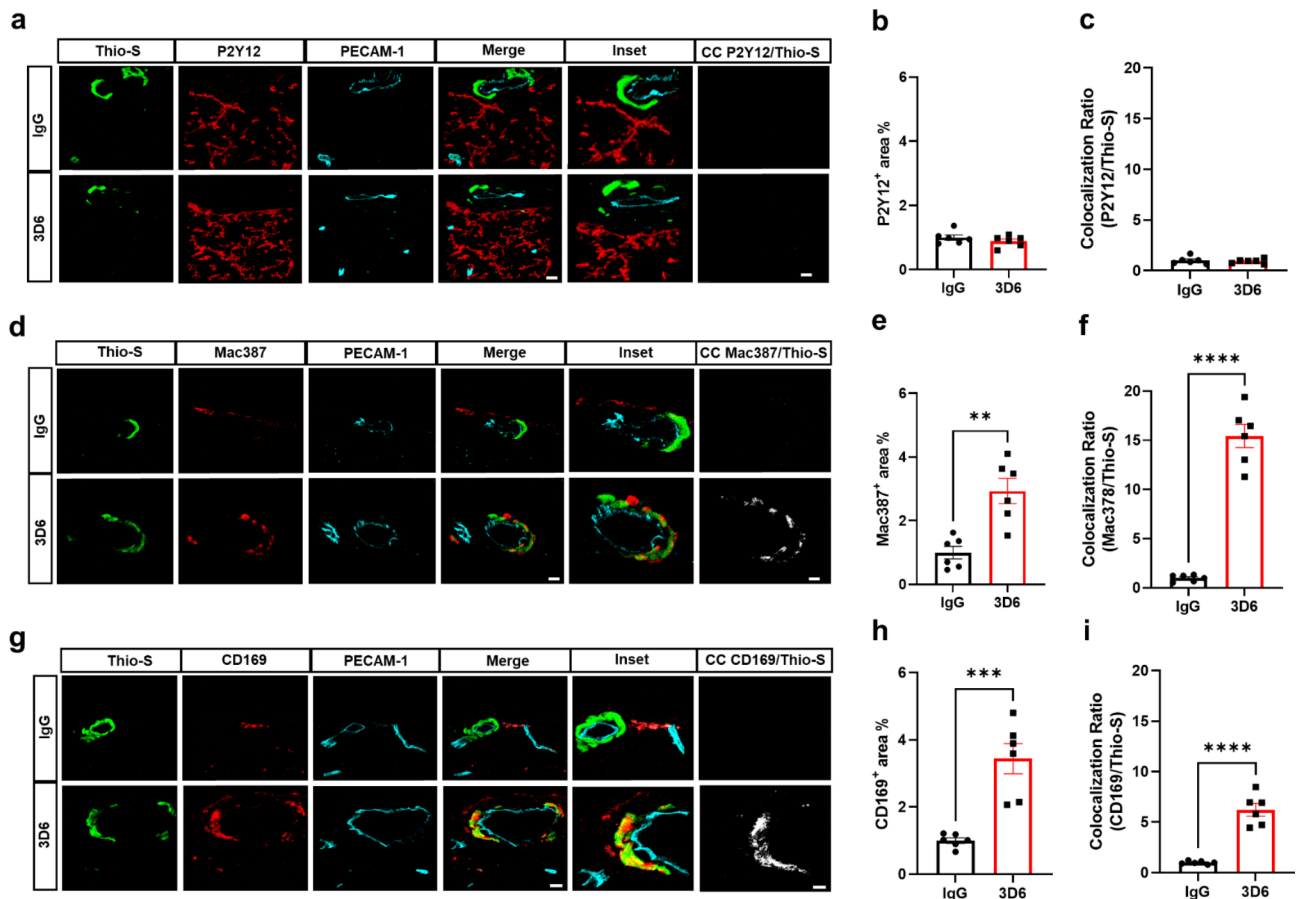 a
Thio-S P2Y12 PECAM-1 Merge Inset CC P2Y12/Thio-S
IgG
3D6
b
P2Y12+ area %
6
4
2
0
IgG 3D6
c
Colocalization Ratio
(P2Y12/Thio-S)
20
15
10
5
0
IgG 3D6
d
Thio-S Mac387 PECAM-1 Merge Inset CC Mac387/Thio-S
IgG
3D6
e
Mac387+ area %
6
4
2
0
**
IgG 3D6
f
Colocalization Ratio
(Mac378/Thio-S)
20
15
10
5
0
****
IgG 3D6
g
Thio-S CD169 PECAM-1 Merge Inset CC CD169/Thio-S
IgG
3D6
h
CD169+ area %
6
4
2
0
***
IgG 3D6
i
Colocalization Ratio
(CD169/Thio-S)
20
15
10
5
0
****
IgG 3D6